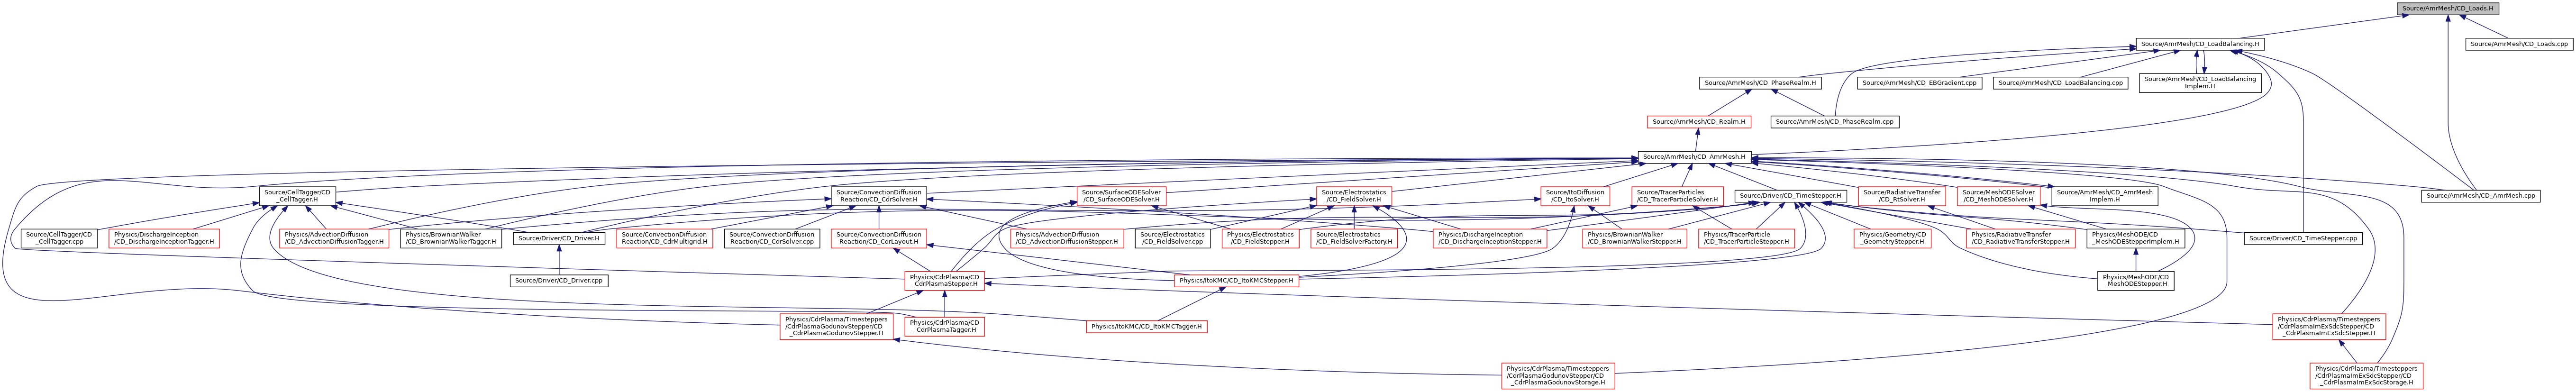 Source/AmrMesh/CD_Loads.H
Source/AmrMesh/CD_LoadBalancing.H
Source/AmrMesh/CD_Loads.cpp
Source/AmrMesh/CD_PhaseRealm.H
Source/AmrMesh/CD_EBGradient.cpp
Source/AmrMesh/CD_LoadBalancing.cpp
Source/AmrMesh/CD_LoadBalancing
Implem.H
Source/AmrMesh/CD_Realm.H
Source/AmrMesh/CD_PhaseRealm.cpp
Source/AmrMesh/CD_AmrMesh.H
Source/CellTagger/CD
_CellTagger.H
Source/ConvectionDiffusion
Reaction/CD_CdrSolver.H
Source/SurfaceODESolver
/CD_SurfaceODESolver.H
Source/Electrostatics
/CD_FieldSolver.H
Source/ItoDiffusion
/CD_ItoSolver.H
Source/TracerParticles
/CD_TracerParticleSolver.H
Source/Driver/CD_TimeStepper.H
Source/RadiativeTransfer
/CD_RtSolver.H
Source/MeshODESolver
/CD_MeshODESolver.H
Source/AmrMesh/CD_AmrMesh
Implem.H
Source/AmrMesh/CD_AmrMesh.cpp
Source/CellTagger/CD
_CellTagger.cpp
Physics/DischargeInception
/CD_DischargeInceptionTagger.H
Physics/AdvectionDiffusion
/CD_AdvectionDiffusionTagger.H
Physics/BrownianWalker
/CD_BrownianWalkerTagger.H
Source/Driver/CD_Driver.H
Source/ConvectionDiffusion
Reaction/CD_CdrMultigrid.H
Source/ConvectionDiffusion
Reaction/CD_CdrSolver.cpp
Source/ConvectionDiffusion
Reaction/CD_CdrLayout.H
Physics/AdvectionDiffusion
/CD_AdvectionDiffusionStepper.H
Source/Electrostatics
/CD_FieldSolver.cpp
Physics/Electrostatics
/CD_FieldStepper.H
Source/Electrostatics
/CD_FieldSolverFactory.H
Physics/DischargeInception
/CD_DischargeInceptionStepper.H
Physics/BrownianWalker
/CD_BrownianWalkerStepper.H
Physics/TracerParticle
/CD_TracerParticleStepper.H
Physics/Geometry/CD
_GeometryStepper.H
Physics/RadiativeTransfer
/CD_RadiativeTransferStepper.H
Physics/MeshODE/CD
_MeshODEStepperImplem.H
Source/Driver/CD_TimeStepper.cpp
Source/Driver/CD_Driver.cpp
Physics/CdrPlasma/CD
_CdrPlasmaStepper.H
Physics/ItoKMC/CD_ItoKMCStepper.H
Physics/MeshODE/CD
_MeshODEStepper.H
Physics/CdrPlasma/Timesteppers
/CdrPlasmaGodunovStepper/CD
_CdrPlasmaGodunovStepper.H
Physics/CdrPlasma/CD
_CdrPlasmaTagger.H
Physics/ItoKMC/CD_ItoKMCTagger.H
Physics/CdrPlasma/Timesteppers
/CdrPlasmaImExSdcStepper/CD
_CdrPlasmaImExSdcStepper.H
Physics/CdrPlasma/Timesteppers
/CdrPlasmaGodunovStepper/CD
_CdrPlasmaGodunovStorage.H
Physics/CdrPlasma/Timesteppers
/CdrPlasmaImExSdcStepper/CD
_CdrPlasmaImExSdcStorage.H